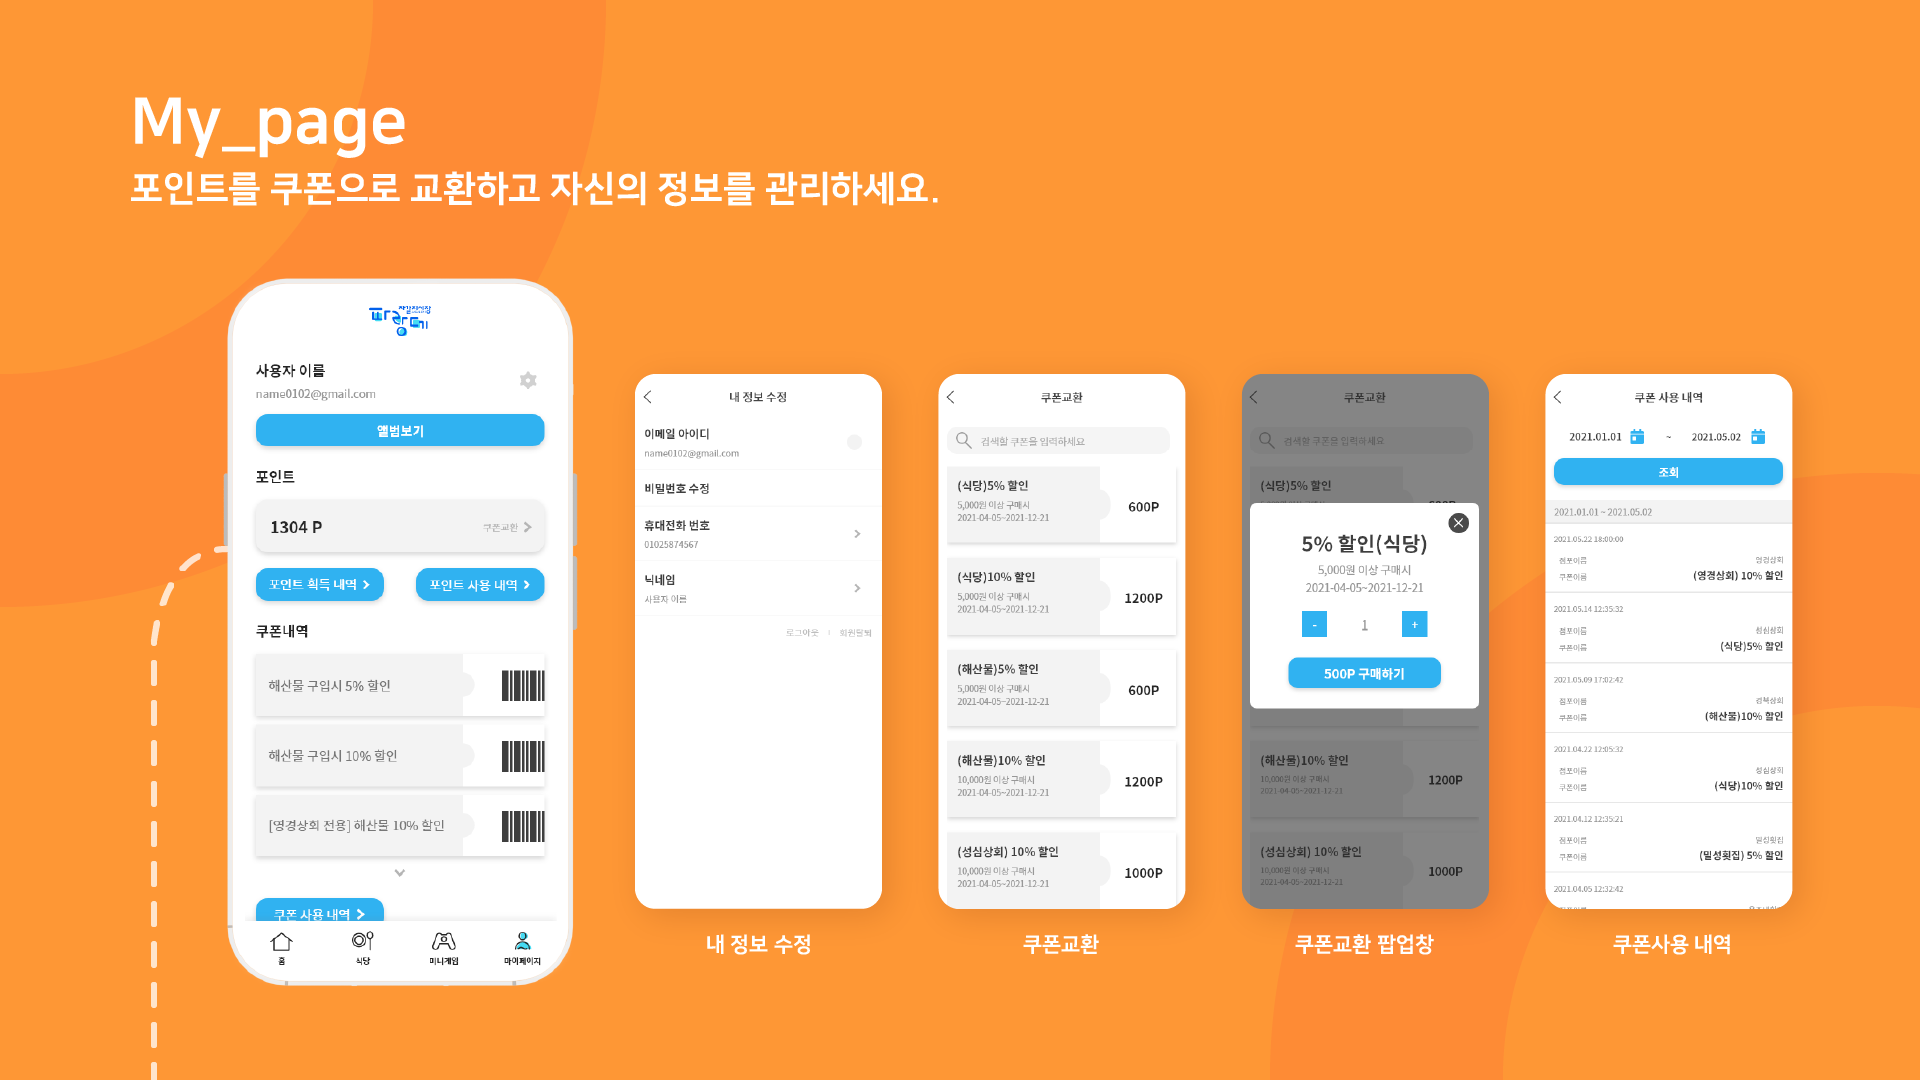 My_page
포인트를 쿠폰으로 교환하고 자신의 정보를 관리하세요.
자갈치시장
파랑떼
사용자 이름
name0102@gmail.com
앨범보기
포인트
1304 P
쿠폰교환
포인트 획득 내역
포인트 사용 내역
쿠폰내역
해산물 구입시 5% 할인
해산물 구입시 10% 할인
[영경상회 전용] 해산물 10% 할인
쿠폰 사용 내역
홈
식당
미니게임
마이페이지
내 정보 수정
이메일 아이디
name0102@gmail.com
비밀번호 수정
휴대전화 번호
01025874567
닉네임
사용자 이름
로그아웃
회원탈퇴
내 정보 수정
쿠폰교환
검색할 쿠폰을 입력하세요
(식당)5% 할인
5,000원 이상 구매시
2021-04-05~2021-12-21
600P
(식당)10% 할인
5,000원 이상 구매시
2021-04-05~2021-12-21
1200P
(해산물)5% 할인
5,000원 이상 구매시
2021-04-05~2021-12-21
600P
(해산물)10% 할인
10,000원 이상 구매시
2021-04-05~2021-12-21
1200P
(성심상회) 10% 할인
10,000원 이상 구매시
2021-04-05~2021-12-21
1000P
쿠폰교환
쿠폰교환
검색할 쿠폰을 입력하세요
(식당)5% 할인
5% 할인(식당)
5,000원 이상 구매시
2021-04-05~2021-12-21
- 1 +
500P 구매하기
(해산물)10% 할인
10,000원 이상 구매시
2021-04-05~2021-12-21
1200P
(성심상회) 10% 할인
10,000원 이상 구매시
2021-04-05~2021-12-21
1000P
쿠폰교환 팝업창
쿠폰 사용 내역
2021.01.01 ~ 2021.05.02
조회
2021.01.01 ~ 2021.05.02
2021.05.22 18:00:00
점포이름 영경상회
쿠폰이름 (영경상회) 10% 할인
2021.05.14 12:35:32
점포이름 성심상회
쿠폰이름 (식당)5% 할인
2021.05.09 17:02:42
점포이름 경북상회
쿠폰이름 (해산물)10% 할인
2021.04.22 12:05:32
점포이름 성심상회
쿠폰이름 (식당)10% 할인
2021.04.12 12:35:21
점포이름 밀성횟집
쿠폰이름 (밀성횟집) 5% 할인
2021.04.05 12:32:42
쿠폰사용 내역